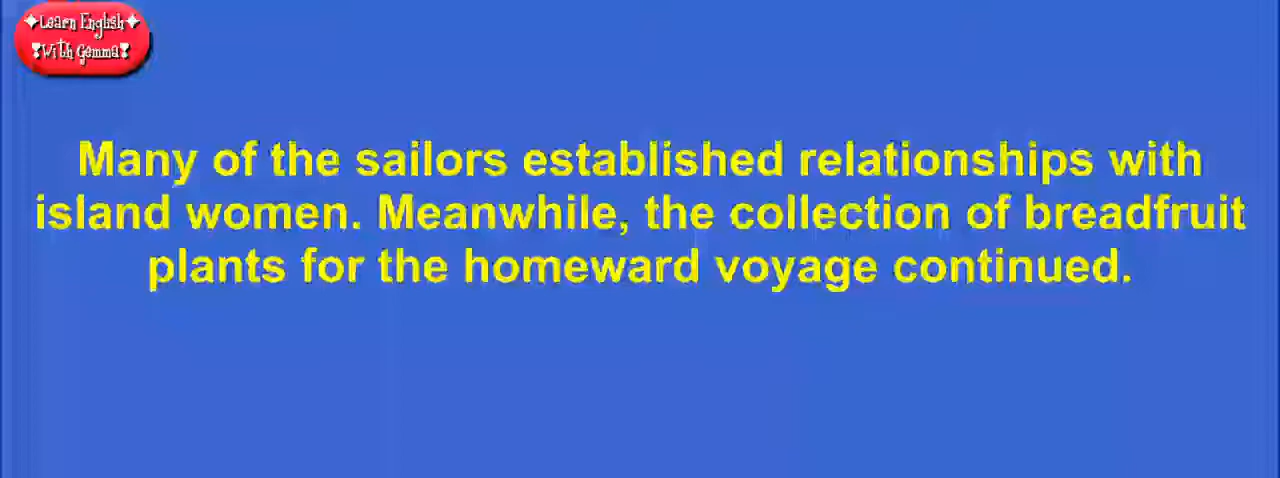 Learn English
With Gemma
Many of the sailors established relationships with
island women. Meanwhile, the collection of breadfruit
plants for the homeward voyage continued.